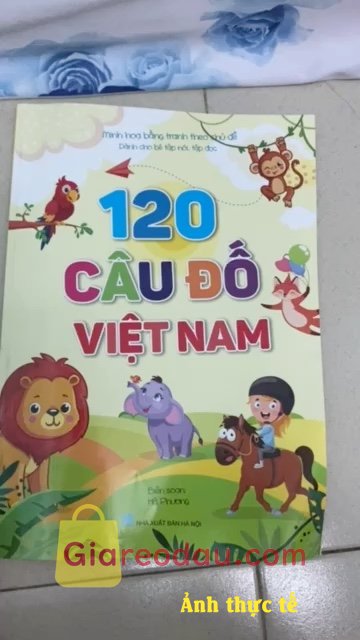 Minh hoạ bằng tranh theo chủ đề
Dành cho bé tập nói, tập đọc
120
CÂU ĐỐ
VIỆT NAM
Biên soạn:
Hà Phương
NHÀ XUẤT BẢN HÀ NỘI
Giareodau.com
Ảnh thực tế